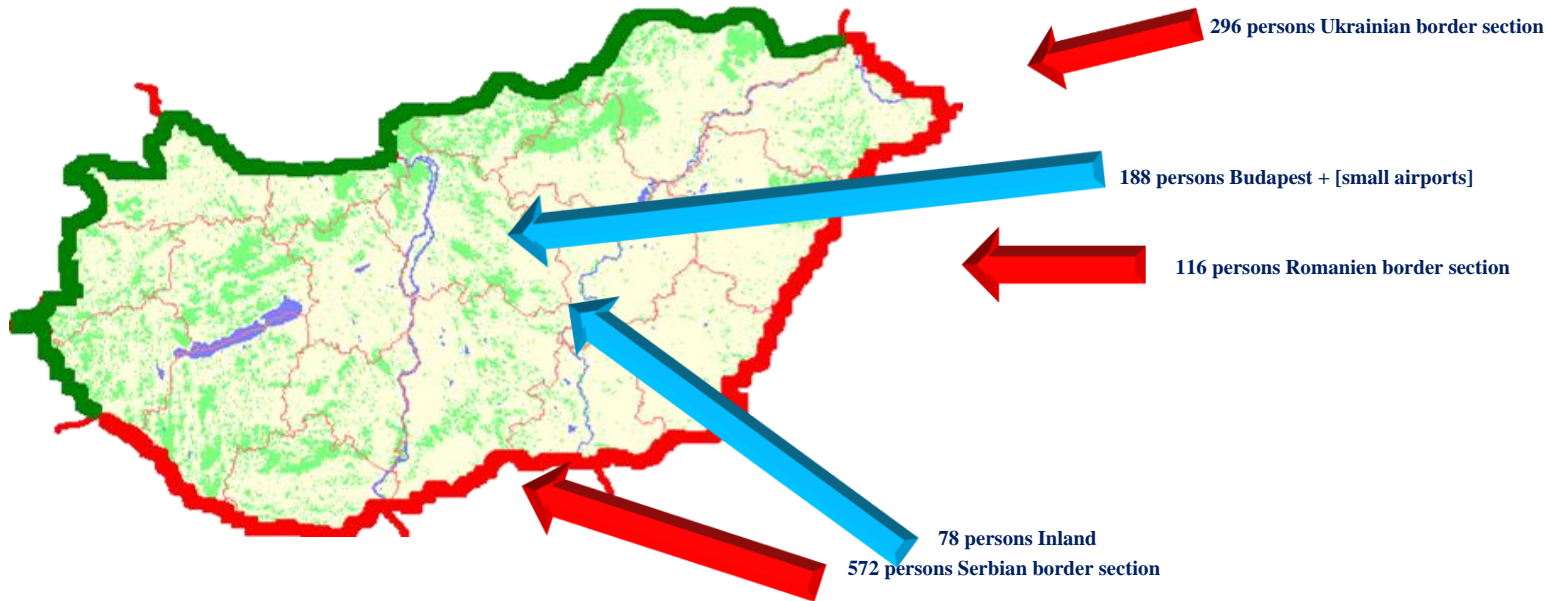 296 persons Ukrainian border section
188 persons Budapest + [small airports]
116 persons Romanien border section
78 persons Inland
572 persons Serbian border section